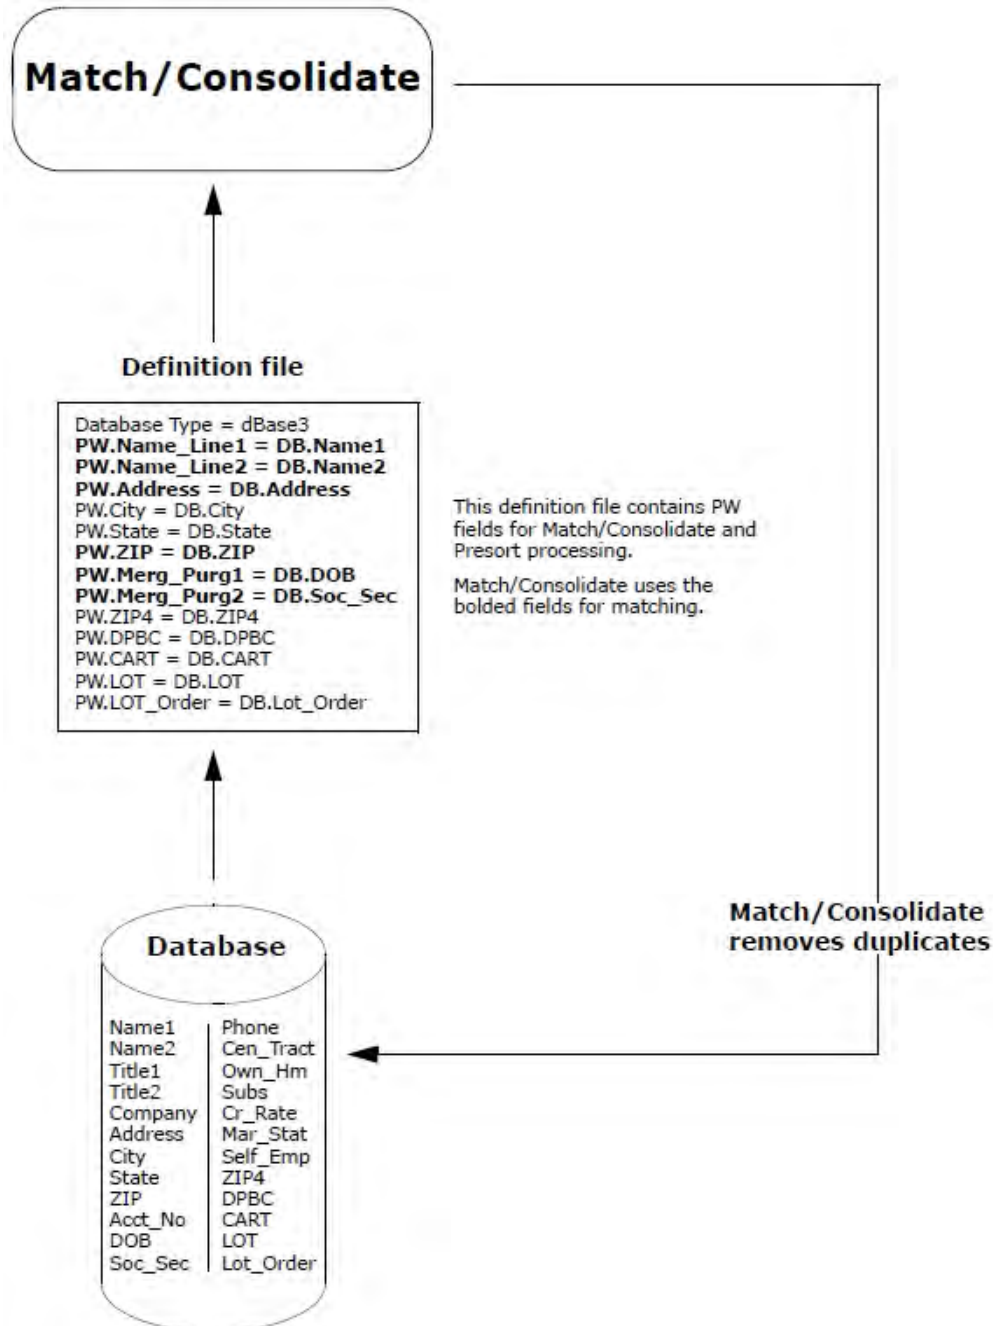 Match/Consolidate
Definition file
Database Type = dBase3
PW.Name_Line1 = DB.Name1
PW.Name_Line2 = DB.Name2
PW.Address = DB.Address
PW.City = DB.City
PW.State = DB.State
PW.ZIP = DB.ZIP
PW.Merg_Purg1 = DB.DOB
PW.Merg_Purg2 = DB.Soc_Sec
PW.ZIP4 = DB.ZIP4
PW.DPBC = DB.DPBC
PW.CART = DB.CART
PW.LOT = DB.LOT
PW.LOT_Order = DB.Lot_Order
This definition file contains PW
fields for Match/Consolidate and
Presort processing.
Match/Consolidate uses the
bolded fields for matching.
Match/Consolidate
removes duplicates
Database
Name1
Name2
Title1
Title2
Company
Address
City
State
ZIP
Acct_No
DOB
Soc_Sec
Phone
Cen_Tract
Own_Hm
Subs
Cr_Rate
Mar_Stat
Self_Emp
ZIP4
DPBC
CART
LOT
Lot_Order